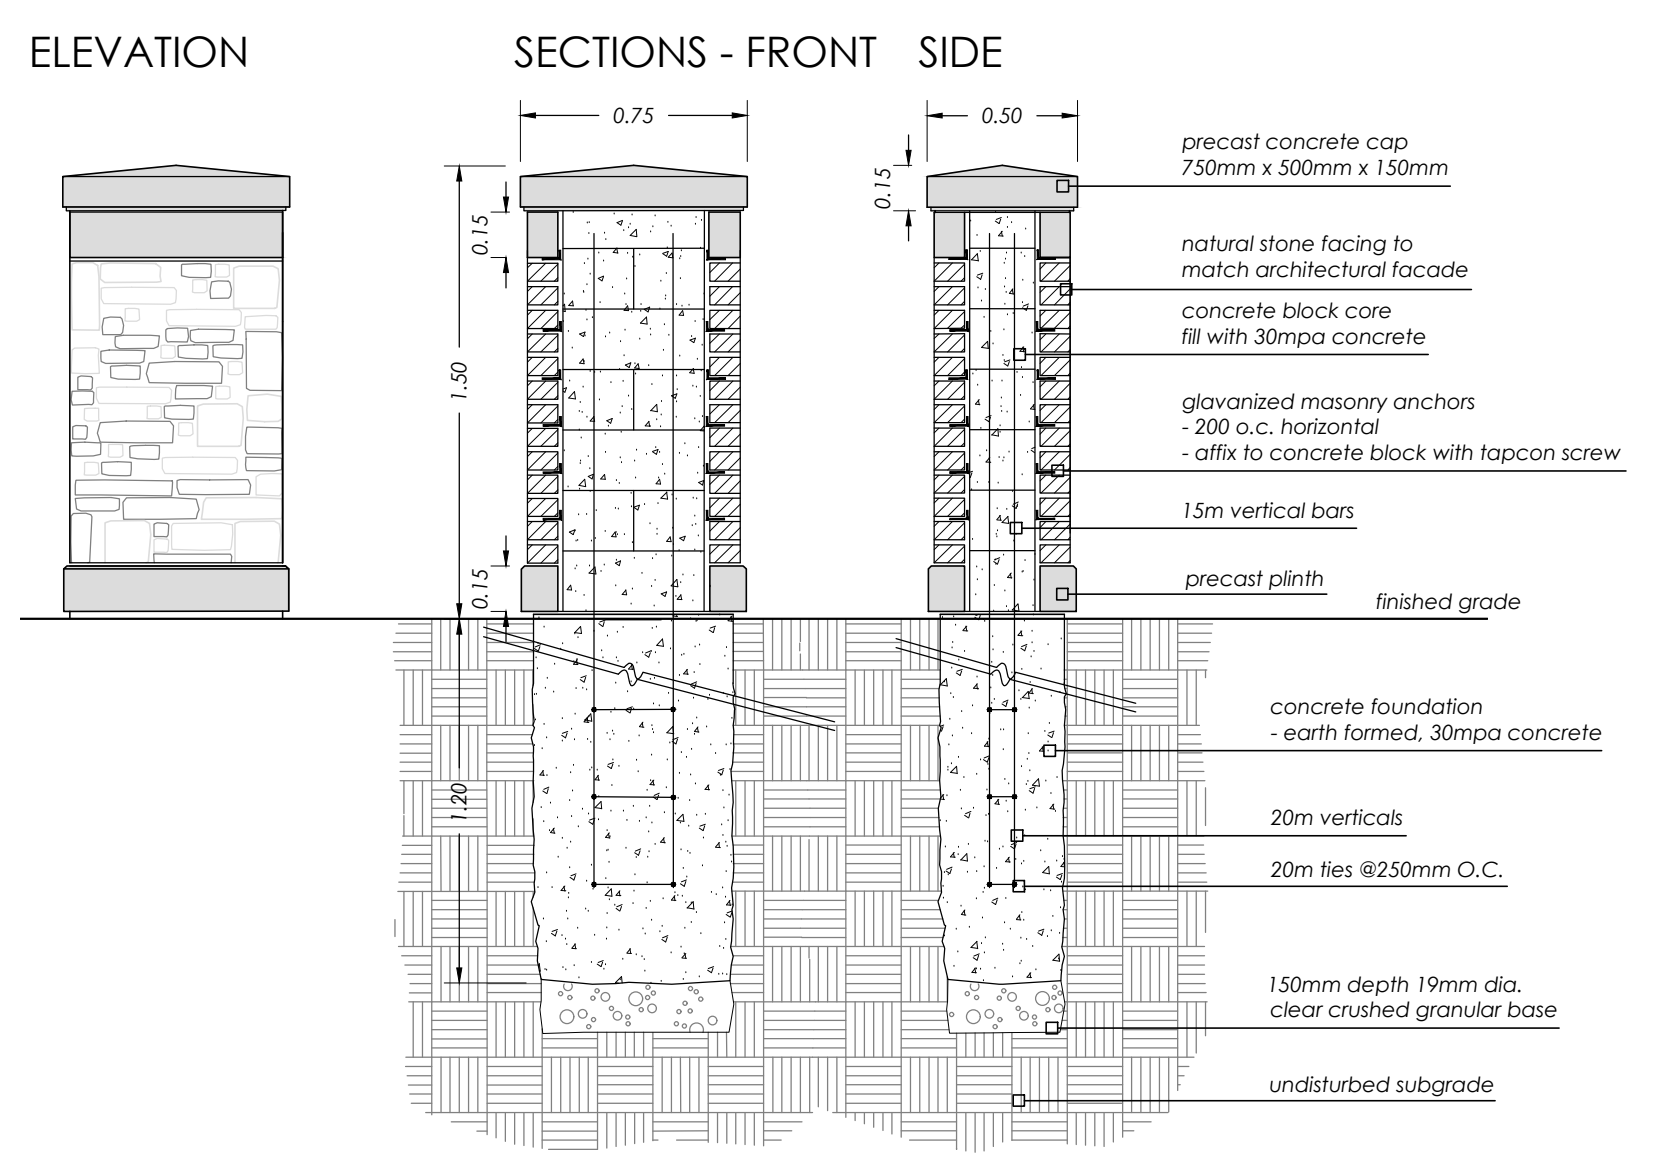 ELEVATION
SECTIONS - FRONT SIDE
0.75
0.50
0.15
0.15
1.50
0.15
1.20
precast concrete cap
750mm x 500mm x 150mm
natural stone facing to
match architectural facade
concrete block core
fill with 30mpa concrete
glavanized masonry anchors
- 200 o.c. horizontal
- affix to concrete block with tapcon screw
15m vertical bars
precast plinth
finished grade
concrete foundation
- earth formed, 30mpa concrete
20m verticals
20m ties @250mm O.C.
150mm depth 19mm dia.
clear crushed granular base
undisturbed subgrade